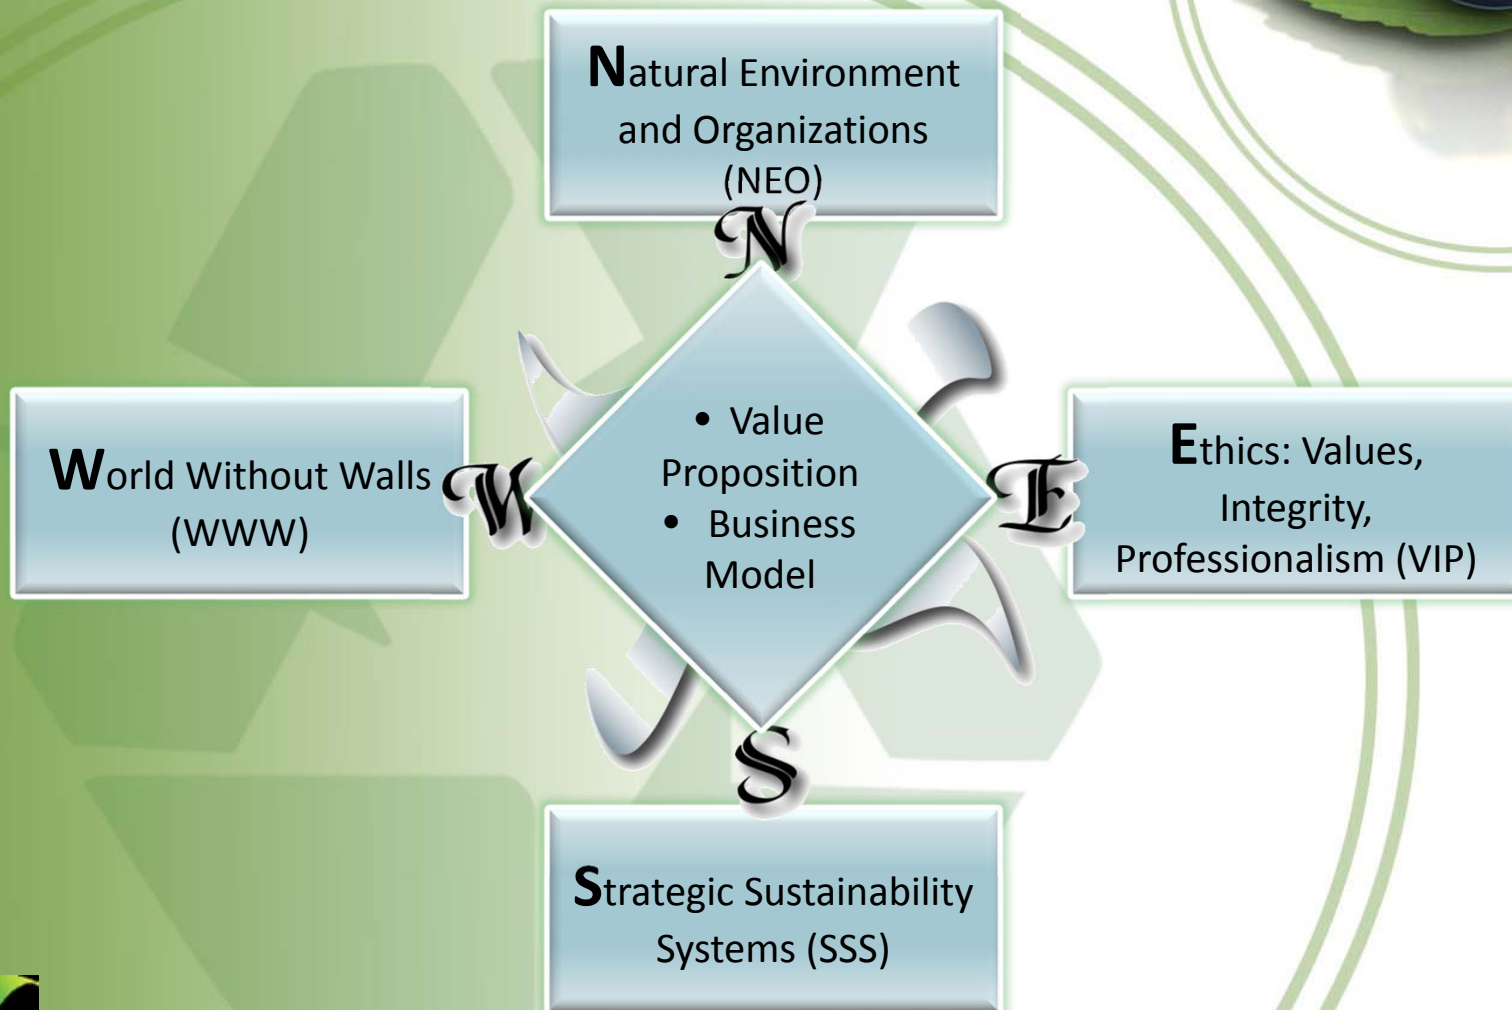 Natural Environment
and Organizations
(NEO)
N
World Without Walls
(WWW)
W
• Value
Proposition
• Business
Model
E
Ethics: Values,
Integrity,
Professionalism (VIP)
S
Strategic Sustainability
Systems (SSS)